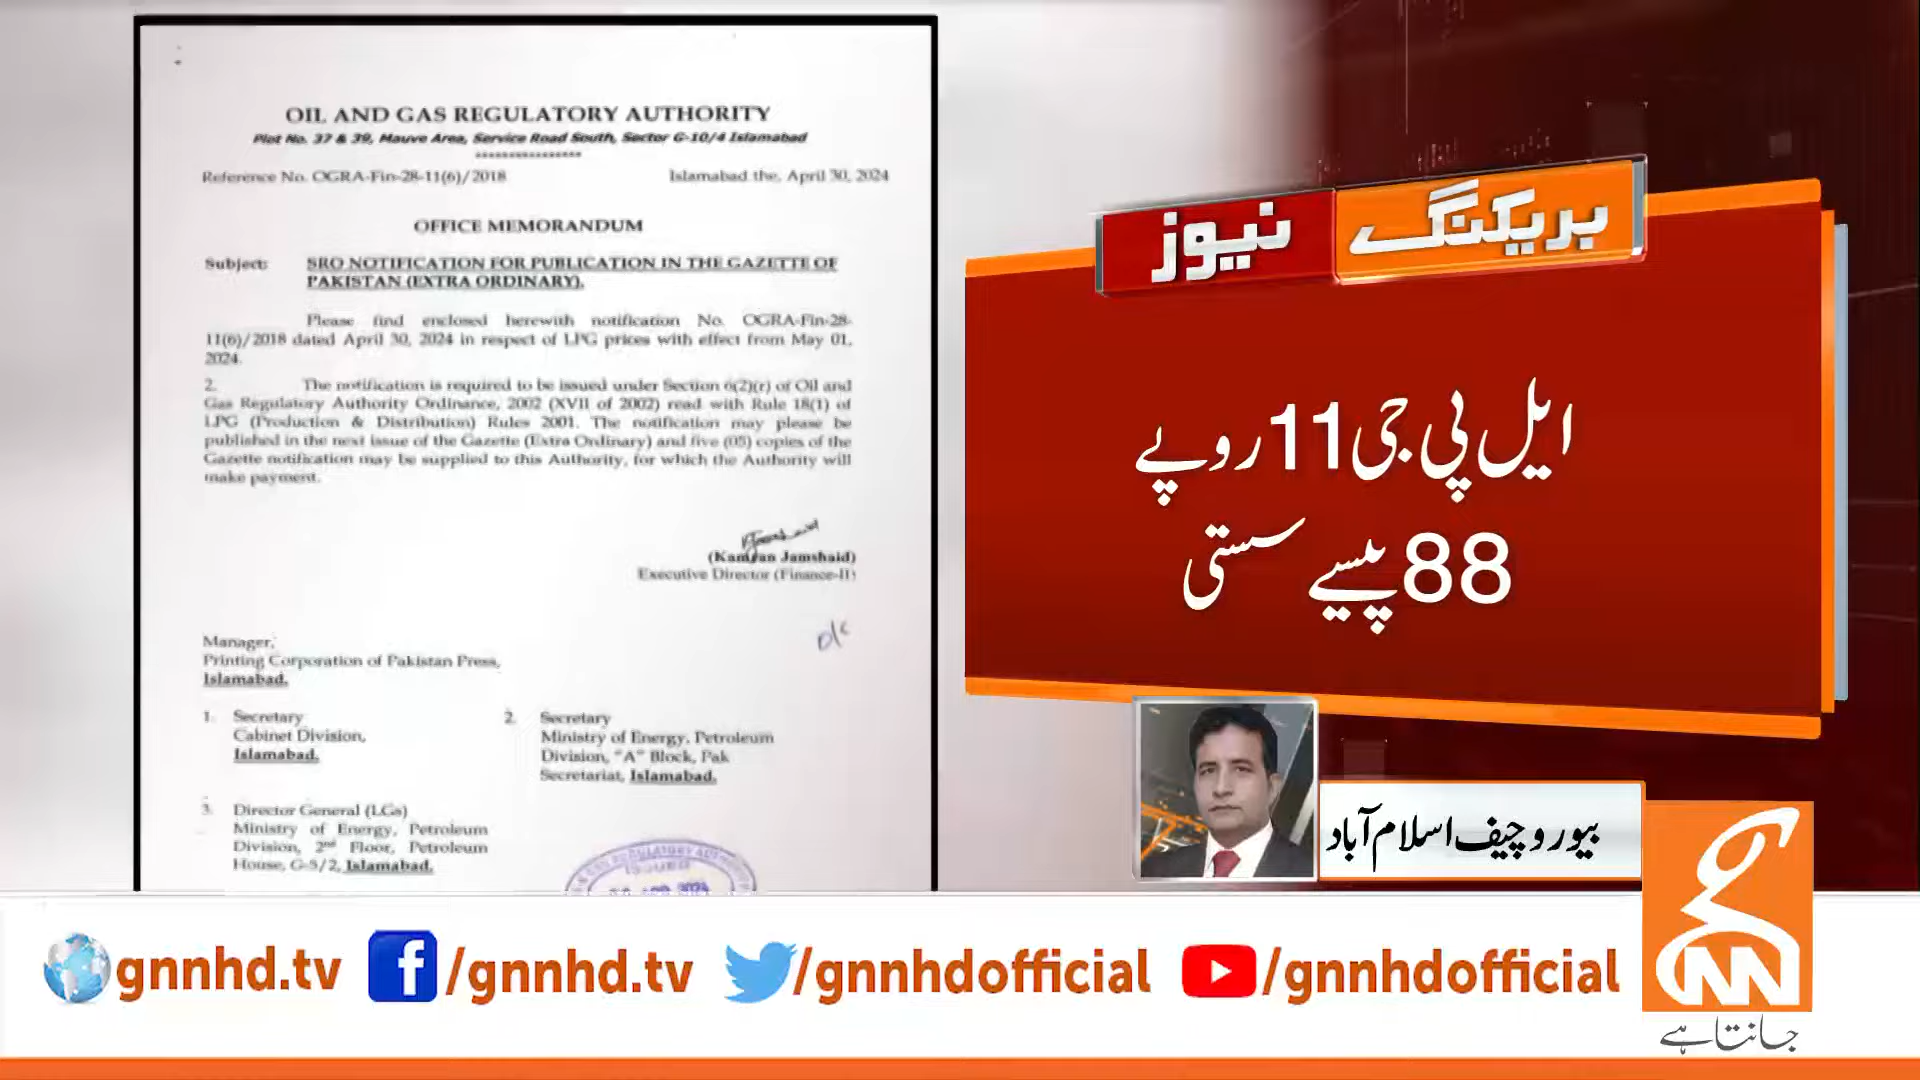 OIL AND GAS REGULATORY AUTHORITY
Plot No. 37 & 39, Mauve Area, Service Road South, Sector G-10/4 Islamabad
****************
Reference No. OGRA-Fin-28-11(6)/2018
Islamabad the, April 30, 2024
OFFICE MEMORANDUM
Subject: SRO NOTIFICATION FOR PUBLICATION IN THE GAZETTE OF
PAKISTAN (EXTRA ORDINARY).
Please find enclosed herewith notification No. OGRA-Fin-28-
11(6)/2018 dated April 30, 2024 in respect of LPG prices with effect from May 01,
2024.
2. The notification is required to be issued under Section 6(2)(r) of Oil and
Gas Regulatory Authority Ordinance, 2002 (XVII of 2002) read with Rule 18(1) of
LPG (Production & Distribution) Rules 2001. The notification may please be
published in the next issue of the Gazette (Extra Ordinary) and five (05) copies of the
Gazette notification may be supplied to this Authority, for which the Authority will
make payment.
(Kamran Jamshaid)
Executive Director (Finance-II)
Manager,
Printing Corporation of Pakistan Press,
Islamabad.
1. Secretary
Cabinet Division,
Islamabad.
2. Secretary
Ministry of Energy, Petroleum
Division, "A" Block, Pak
Secretariat, Islamabad.
3. Director General (LGs)
Ministry of Energy, Petroleum
Division, 2nd Floor, Petroleum
House, G-5/2, Islamabad.
ISSUED
بریکنگ نیوز
ایل پی جی 11 روپے
88 پیسے سستی
بیورو چیف اسلام آباد
gnnhd.tv
/gnnhd.tv
/gnnhdofficial
/gnnhdofficial
GNN
جانتا ہے